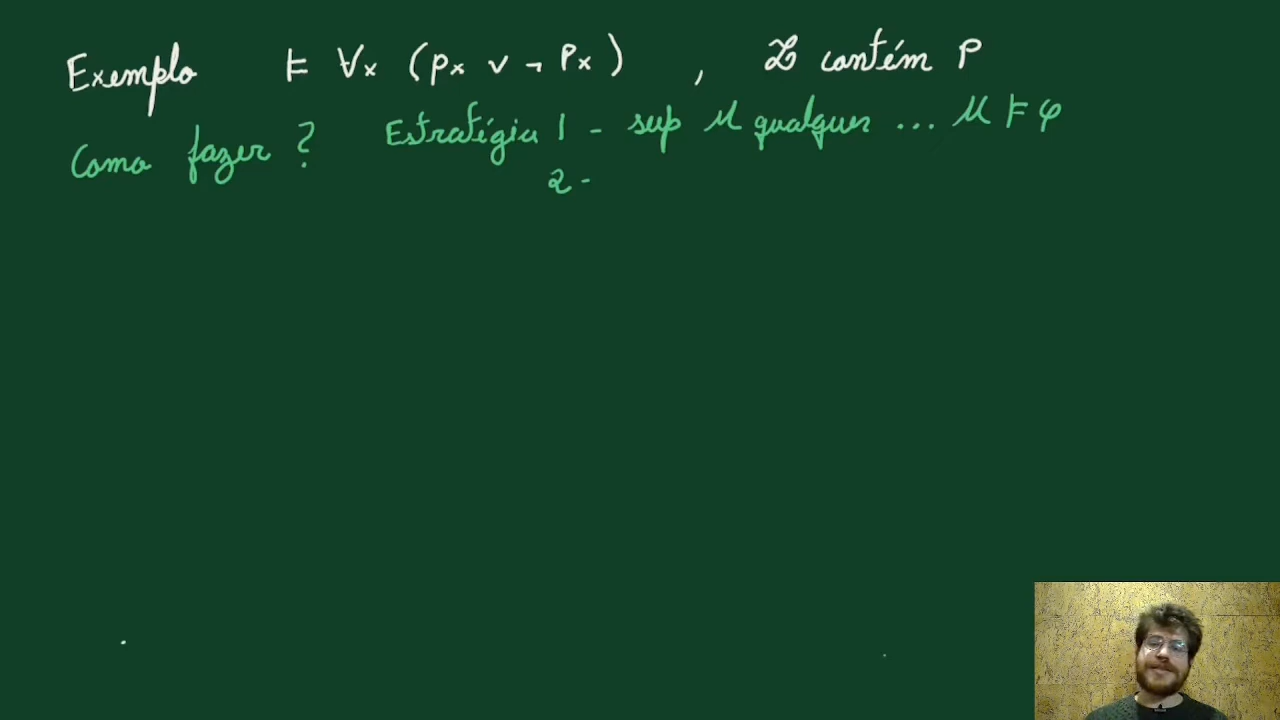 Exemplo ⊨ ∀x (Px ∨ ¬ Px) , L contém P
Como fazer ? Estratégia 1 - sup M qualquer ... M ⊨ φ
2 -